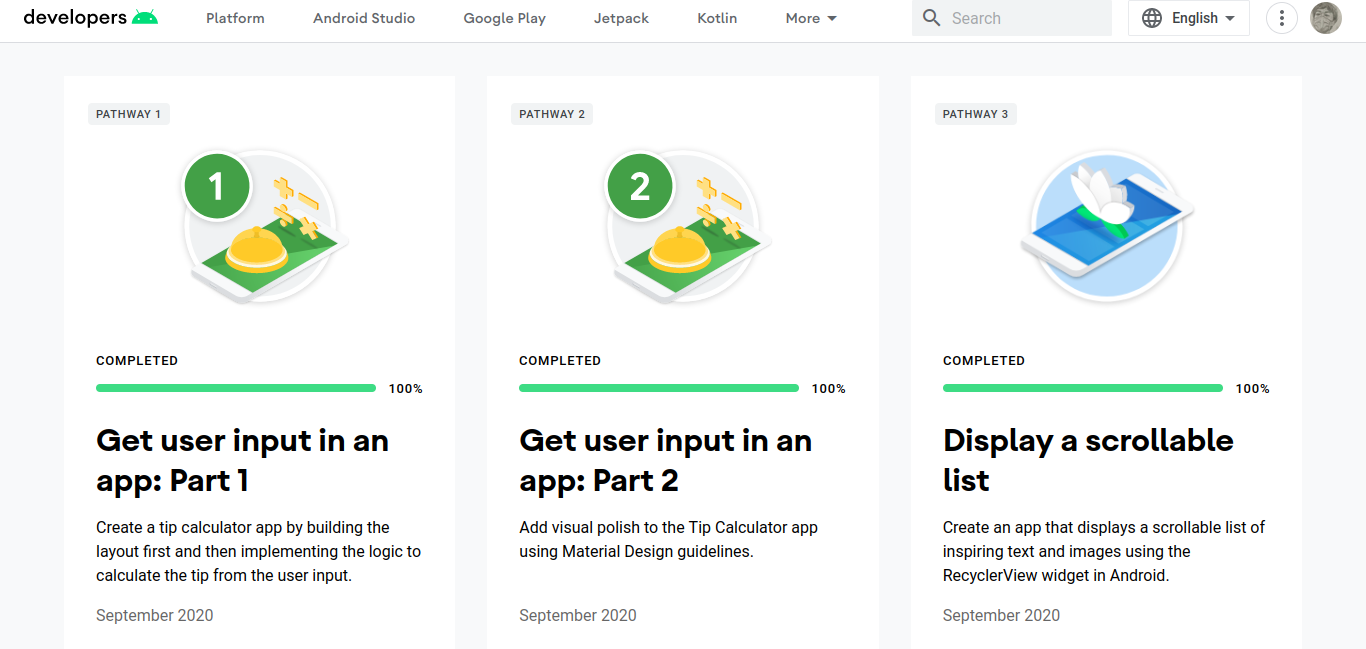 developers Platform Android Studio Google Play Jetpack Kotlin More Search English
PATHWAY 1
1
COMPLETED
100%
Get user input in an
app: Part 1
Create a tip calculator app by building the
layout first and then implementing the logic to
calculate the tip from the user input.
September 2020
PATHWAY 2
2
COMPLETED
100%
Get user input in an
app: Part 2
Add visual polish to the Tip Calculator app
using Material Design guidelines.
September 2020
PATHWAY 3
COMPLETED
100%
Display a scrollable
list
Create an app that displays a scrollable list of
inspiring text and images using the
RecyclerView widget in Android.
September 2020